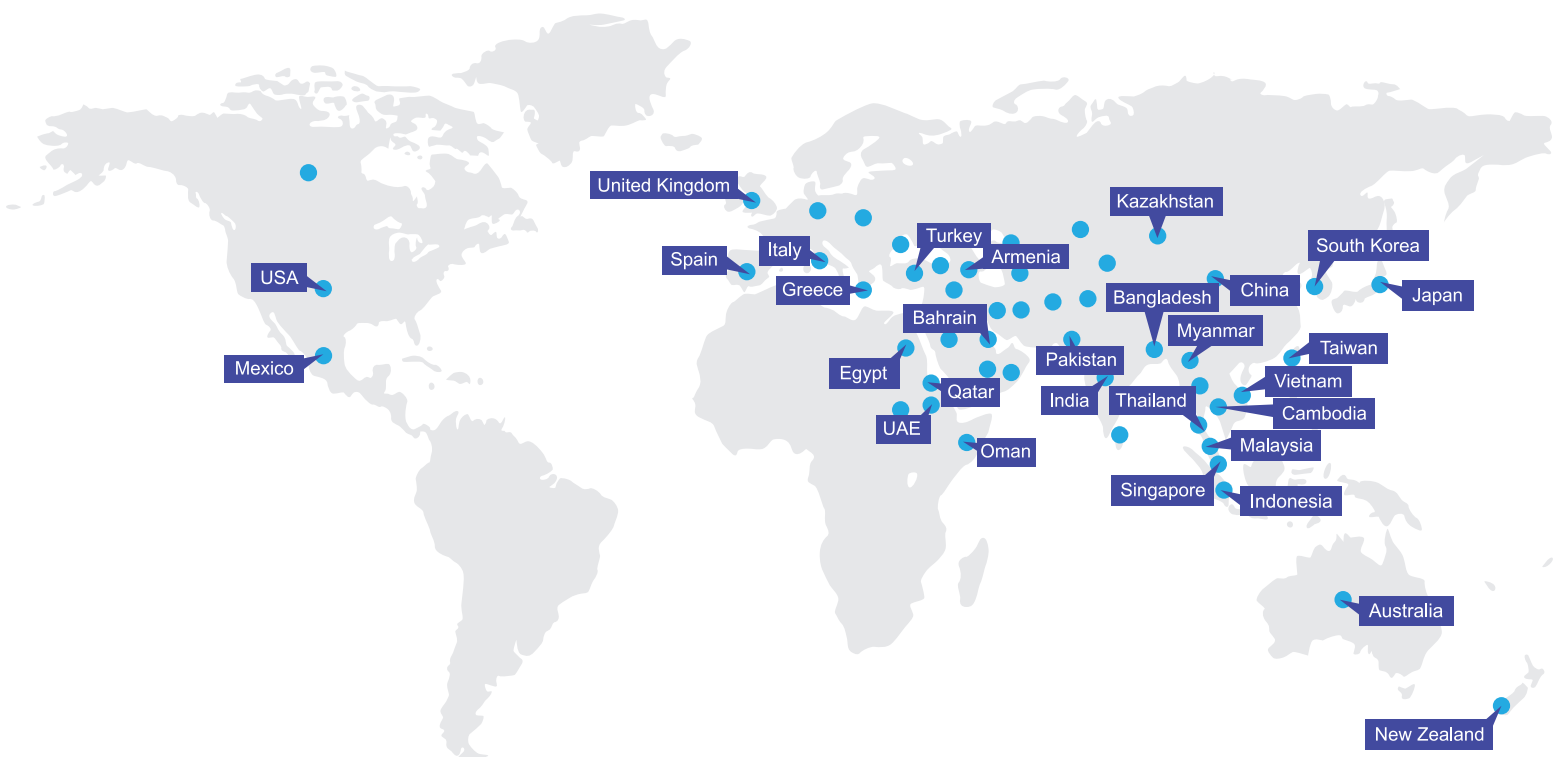 United Kingdom
Kazakhstan
Turkey
South Korea
Italy
Spain
Armenia
USA
Greece
China
Bangladesh
Japan
Bahrain
Myanmar
Taiwan
Mexico
Egypt
Pakistan
Qatar
Vietnam
India
Thailand
Cambodia
UAE
Malaysia
Oman
Singapore
Indonesia
Australia
New Zealand